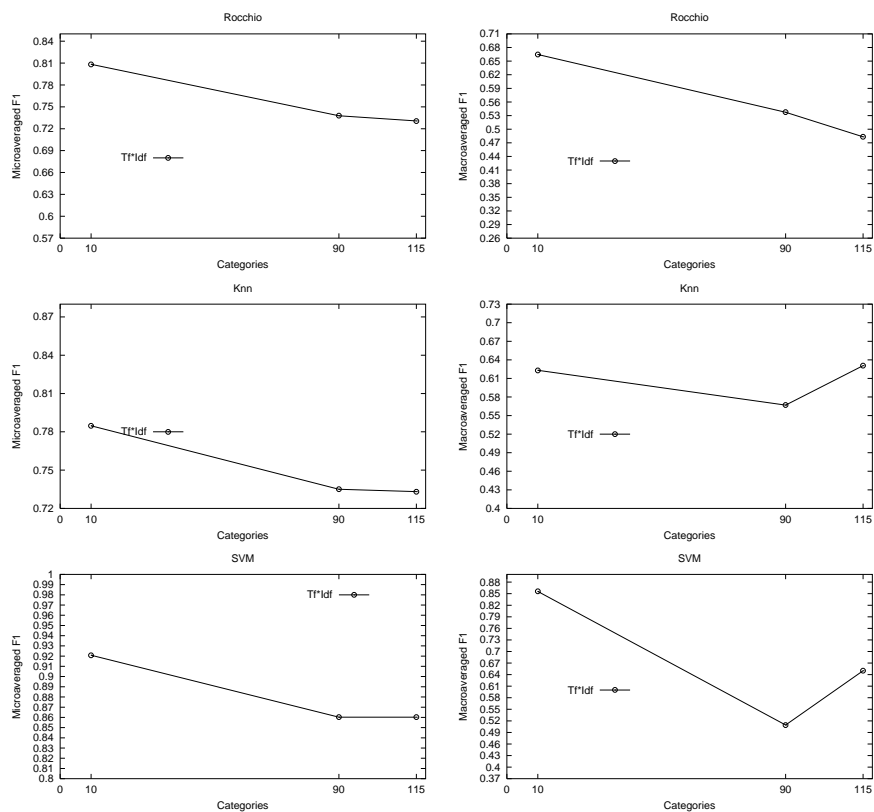 Rocchio
Microaveraged F1
0.84
0.81
0.78
0.75
0.72
0.69
0.66
0.63
0.6
0.57
Tf*Idf
0 10 90 115
Categories
Rocchio
Macroaveraged F1
0.71
0.68
0.65
0.62
0.59
0.56
0.53
0.5
0.47
0.44
0.41
0.38
0.35
0.32
0.29
0.26
Tf*Idf
0 10 90 115
Categories
Knn
Microaveraged F1
0.87
0.84
0.81
0.78
0.75
0.72
Tf*Idf
0 10 90 115
Categories
Knn
Macroaveraged F1
0.73
0.7
0.67
0.64
0.61
0.58
0.55
0.52
0.49
0.46
0.43
0.4
Tf*Idf
0 10 90 115
Categories
SVM
Microaveraged F1
1
0.99
0.98
0.97
0.96
0.95
0.94
0.93
0.92
0.91
0.9
0.89
0.88
0.87
0.86
0.85
0.84
0.83
0.82
0.81
0.8
Tf*Idf
0 10 90 115
Categories
SVM
Macroaveraged F1
0.88
0.85
0.82
0.79
0.76
0.73
0.7
0.67
0.64
0.61
0.58
0.55
0.52
0.49
0.46
0.43
0.4
0.37
Tf*Idf
0 10 90 115
Categories